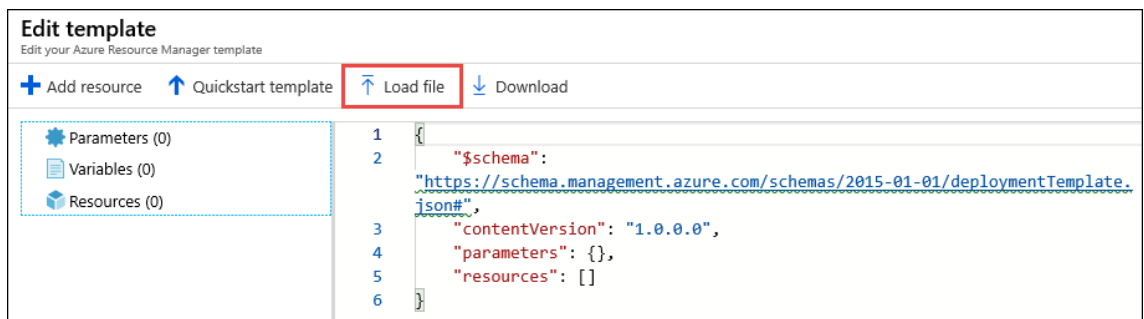 Edit template
Edit your Azure Resource Manager template
Add resource Quickstart template Load file Download
Parameters (0)
Variables (0)
Resources (0)
1 {
2 "$schema":
"https://schema.management.azure.com/schemas/2015-01-01/deploymentTemplate.
json#",
3 "contentVersion": "1.0.0.0",
4 "parameters": {},
5 "resources": []
6 }